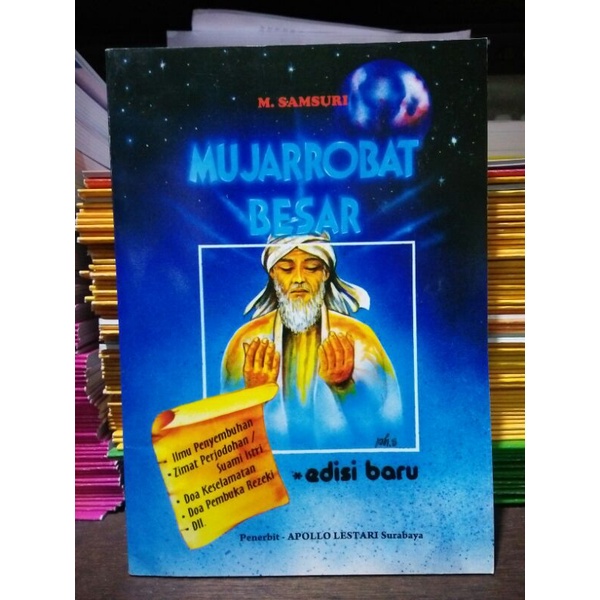 M. SAMSURI
MUJARROBAT
BESAR
• Ilmu Penyembuhan
• Zimat Perjodohan /
Suami Istri
• Doa Keselamatan
• Doa Pembuka Rezeki
• Dll.
*edisi baru
Penerbit - APOLLO LESTARI Surabaya